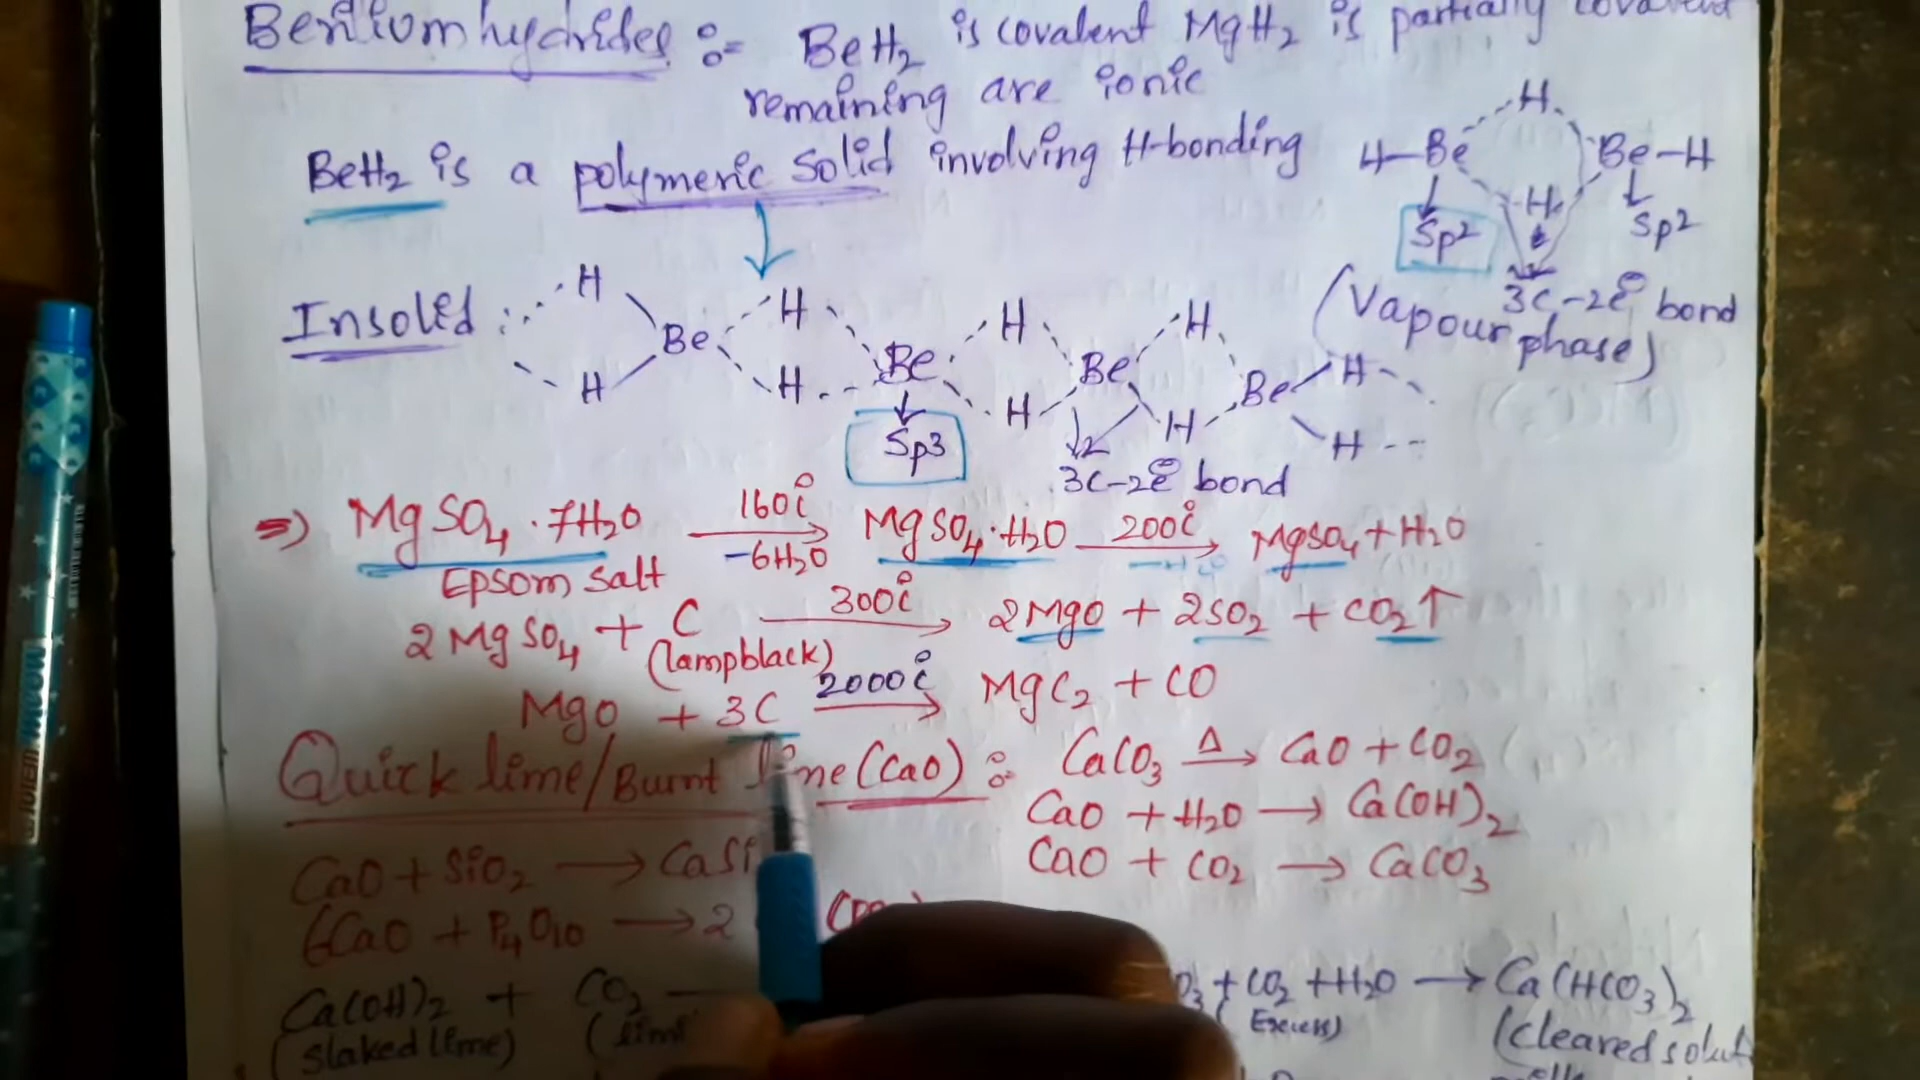 Berilium hydrides :- BeH₂ is covalent MgH₂ is partially covalent
remaining are ionic
BeH₂ is a polymeric solid involving H-bonding
H
H-Be Be-H
H
Sp² Sp²
3C-2e⊖ bond
(Vapour phase)
Insolid H H H H
Be Be Be Be H
H H H H H
Sp3
3C-2e⊖ bond
⇒) MgSO₄·7H₂O 160°C → -6H₂O MgSO₄·H₂O 200°C → MgSO₄ + H₂O
Epsom salt
2MgSO₄ + C 300°C → 2MgO + 2SO₂ + CO₂↑
(lampblack)
MgO + 3C 2000°C → MgC₂ + CO
Quick lime/Burnt lime (CaO) :- CaCO₃ Δ → CaO + CO₂
CaO + H₂O → Ca(OH)₂
CaO + CO₂ → CaCO₃
CaO + SiO₂ → CaSi
6CaO + P₄O₁₀ → 2
Ca(OH)₂ + CO₂
+ CO₂ + H₂O → Ca(HCO₃)₂
(slaked lime) Excess)
(cleared